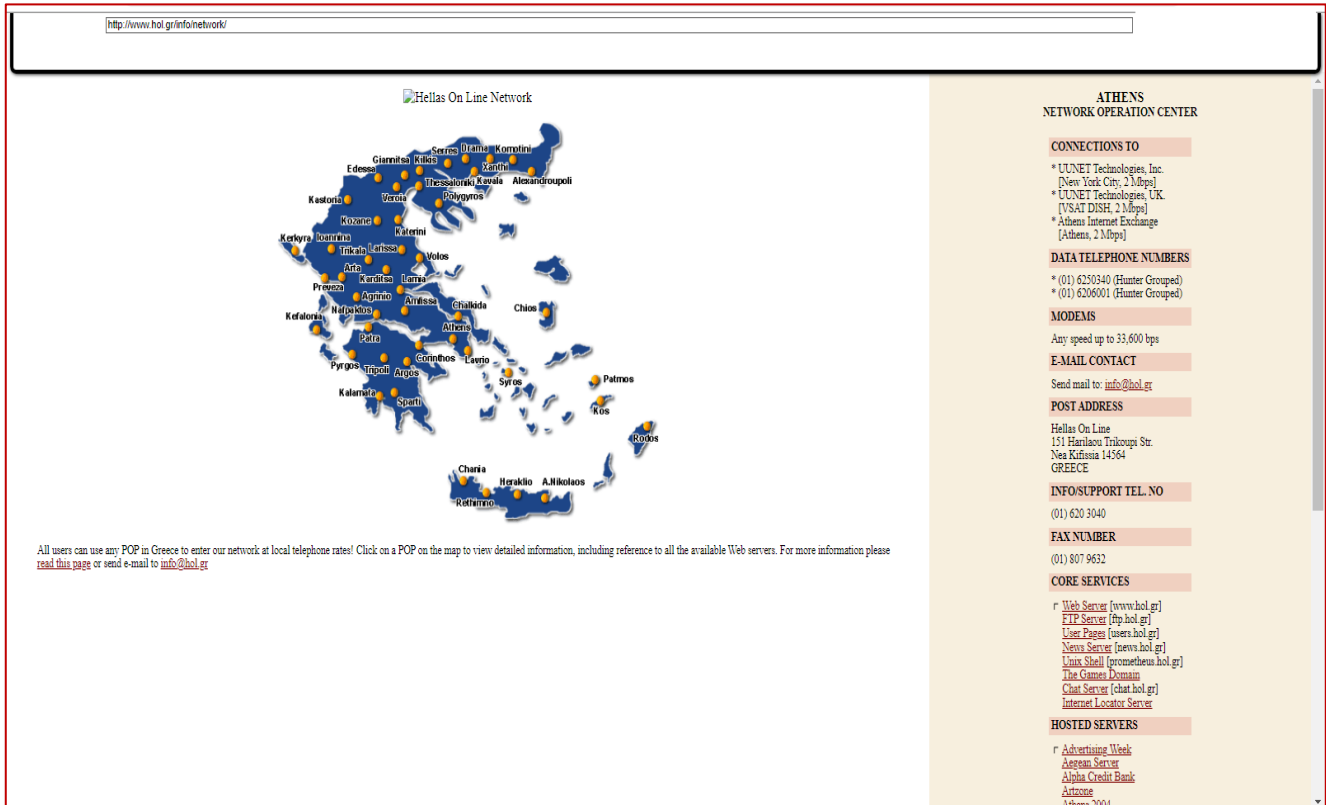 http://www.hol.gr/info/network/
Hellas On Line Network
Serres Drama Komotini
Giannitsa Kilkis Xanthi
Edessa Thessaloniki Kavala Alexandroupoli
Kastoria Veroia Polygyros
Kozane Katerini
Kerkyra Ioannina
Trikala Larissa Volos
Arta Karditsa Lamia
Preveza
Agrinio Amfissa Chalkida
Kefalonia Nafpaktos Chios
Patra Athens
Pyrgos Tripoli Argos Corinthos Lavrio
Syros Patmos
Kalamata Sparti Kos
Rodos
Chania Heraklio A.Nikolaos
Rethimno
All users can use any POP in Greece to enter our network at local telephone rates! Click on a POP on the map to view detailed information, including reference to all the available Web servers. For more information please
read this page or send e-mail to info@hol.gr
ATHENS
NETWORK OPERATION CENTER
CONNECTIONS TO
* UUNET Technologies, Inc.
[New York City, 2 Mbps]
* UUNET Technologies, UK.
[VSAT DISH, 2 Mbps]
* Athens Internet Exchange
[Athens, 2 Mbps]
DATA TELEPHONE NUMBERS
* (01) 6250340 (Hunter Grouped)
* (01) 6206001 (Hunter Grouped)
MODEMS
Any speed up to 33,600 bps
E-MAIL CONTACT
Send mail to: info@hol.gr
POST ADDRESS
Hellas On Line
151 Harilaou Trikoupi Str.
Nea Kifissia 14564
GREECE
INFO/SUPPORT TEL. NO
(01) 620 3040
FAX NUMBER
(01) 807 9632
CORE SERVICES
Web Server [www.hol.gr]
FTP Server [ftp.hol.gr]
User Pages [users.hol.gr]
News Server [news.hol.gr]
Unix Shell [prometheus.hol.gr]
The Games Domain
Chat Server [chat.hol.gr]
Internet Locator Server
HOSTED SERVERS
Advertising Week
Aegean Server
Alpha Credit Bank
Artzone
Athens 2004